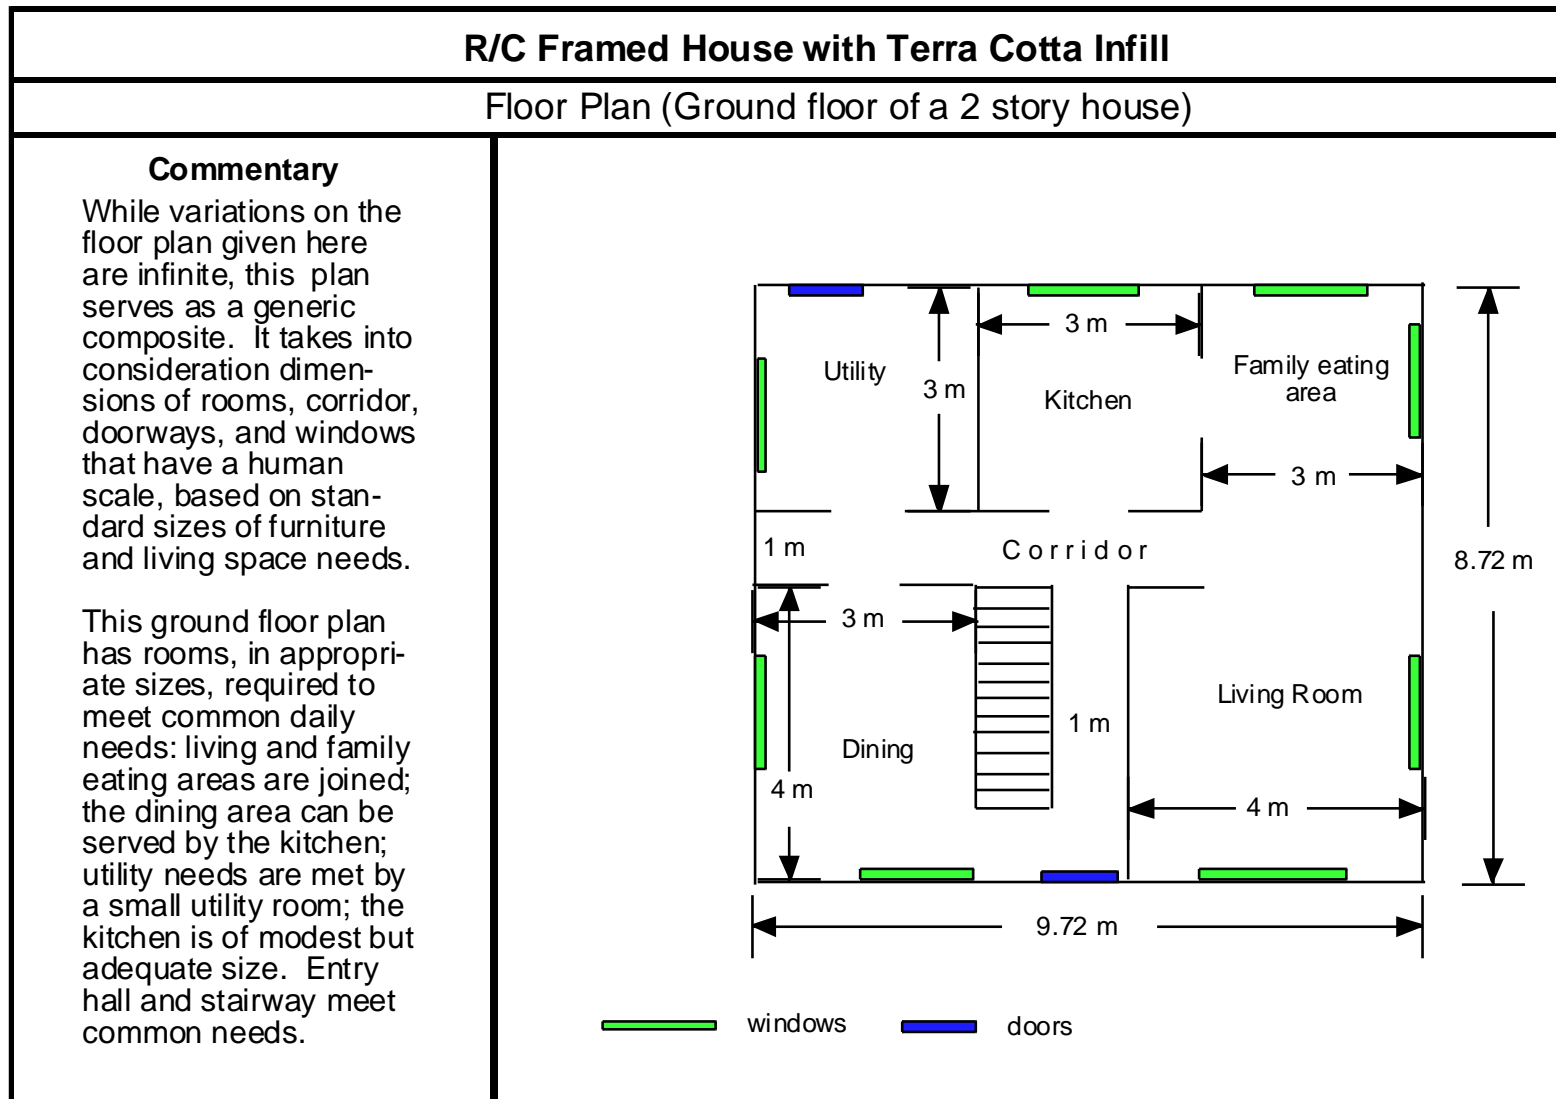 R/C Framed House with Terra Cotta Infill
Floor Plan (Ground floor of a 2 story house)
Commentary
While variations on the
floor plan given here
are infinite, this plan
serves as a generic
composite. It takes into
consideration dimen-
sions of rooms, corridor,
doorways, and windows
that have a human
scale, based on stan-
dard sizes of furniture
and living space needs.
This ground floor plan
has rooms, in appropri-
ate sizes, required to
meet common daily
needs: living and family
eating areas are joined;
the dining area can be
served by the kitchen;
utility needs are met by
a small utility room; the
kitchen is of modest but
adequate size. Entry
hall and stairway meet
common needs.
3 m
Utility
3 m
Kitchen
Family eating
area
3 m
1 m
Corridor
8.72 m
3 m
Living Room
1 m
Dining
4 m
4 m
9.72 m
windows
doors